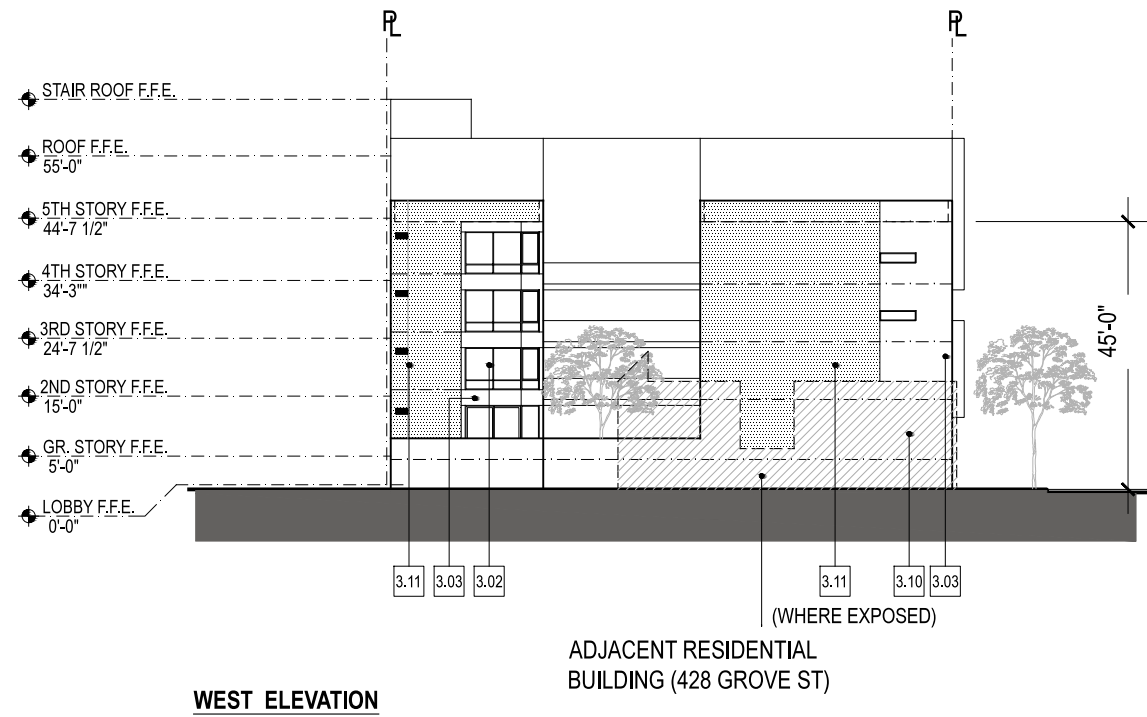 PL PL
STAIR ROOF F.F.E.
ROOF F.F.E.
55'-0"
5TH STORY F.F.E.
44'-7 1/2"
4TH STORY F.F.E.
34'-3""
3RD STORY F.F.E.
24'-7 1/2"
2ND STORY F.F.E.
15'-0"
GR. STORY F.F.E.
5'-0"
LOBBY F.F.E.
0'-0"
45'-0"
3.11 3.03 3.02 3.11 3.10 3.03
(WHERE EXPOSED)
ADJACENT RESIDENTIAL
BUILDING (428 GROVE ST)
WEST ELEVATION